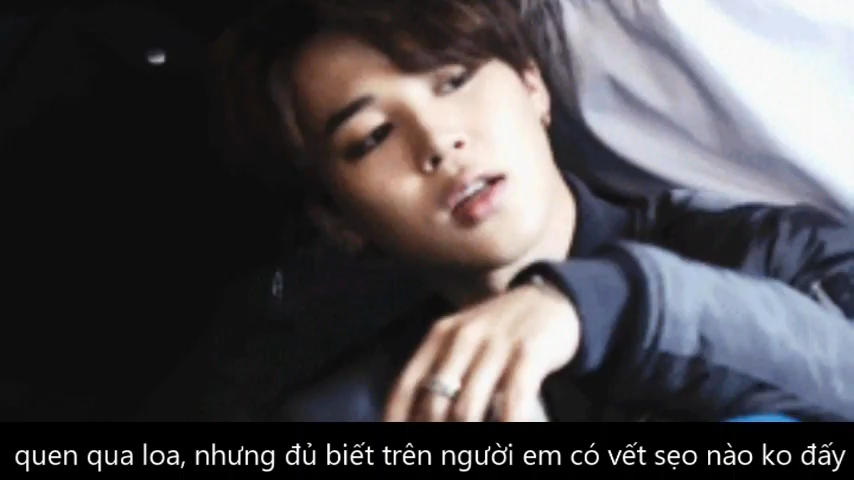 quen qua loa, nhưng đủ biết trên người em có vết sẹo nào ko đấy